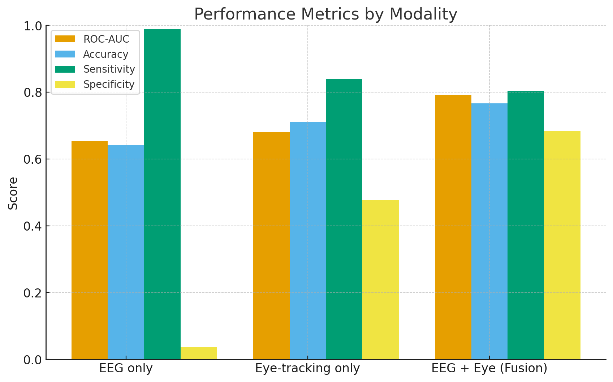 Performance Metrics by Modality
1.0
0.8
0.6
0.4
0.2
0.0
Score
ROC-AUC
Accuracy
Sensitivity
Specificity
EEG only
Eye-tracking only
EEG + Eye (Fusion)